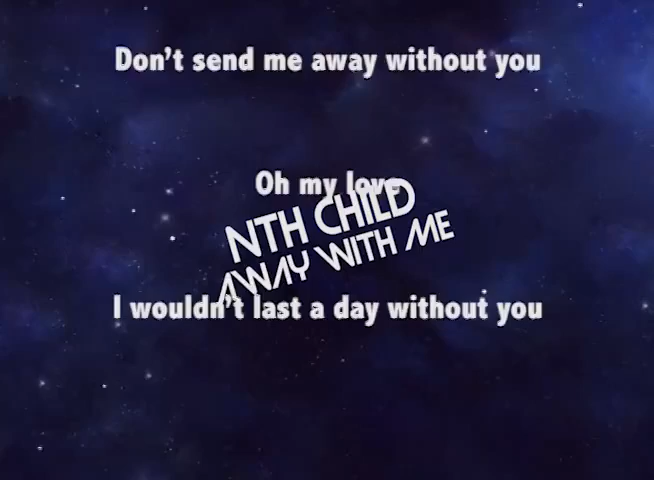 Don't send me away without you
Oh my love
NTH CHILD
AWAY WITH ME
I wouldn't last a day without you